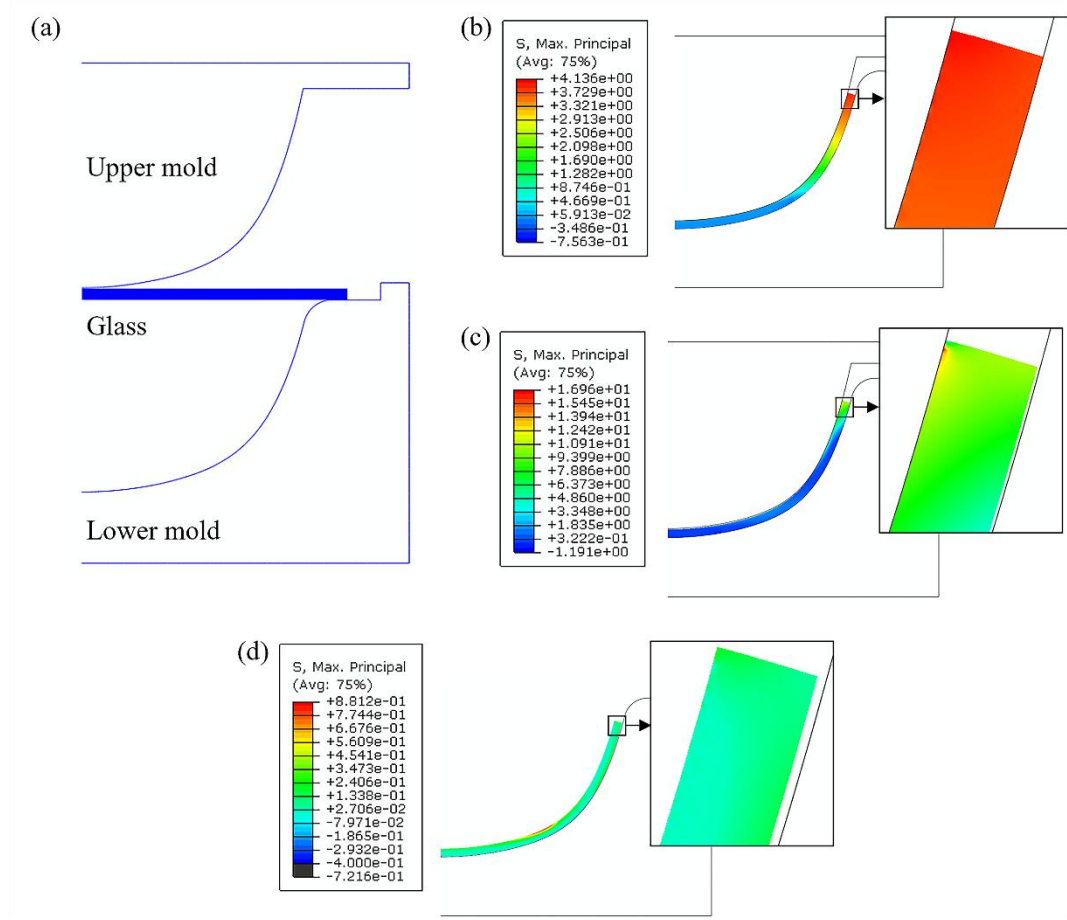 (a)
Upper mold
Glass
Lower mold
(b)
S, Max. Principal
(Avg: 75%)
+4.136e+00
+3.729e+00
+3.321e+00
+2.913e+00
+2.506e+00
+2.098e+00
+1.690e+00
+1.282e+00
+8.746e-01
+4.669e-01
+5.913e-02
-3.486e-01
-7.563e-01
(c)
S, Max. Principal
(Avg: 75%)
+1.696e+01
+1.545e+01
+1.394e+01
+1.242e+01
+1.091e+01
+9.399e+00
+7.886e+00
+6.373e+00
+4.860e+00
+3.348e+00
+1.835e+00
+3.222e-01
-1.191e+00
(d)
S, Max. Principal
(Avg: 75%)
+8.812e-01
+7.744e-01
+6.676e-01
+5.609e-01
+4.541e-01
+3.473e-01
+2.406e-01
+1.338e-01
+2.706e-02
-7.971e-02
-1.865e-01
-2.932e-01
-4.000e-01
-7.216e-01